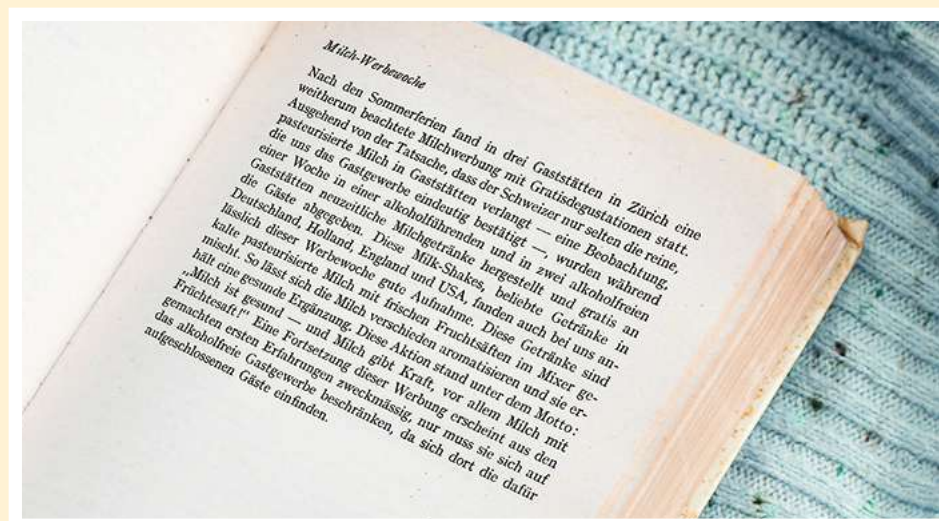 Milch-Werbewoche
Nach den Sommerferien fand in drei Gaststätten in Zürich eine
weitherum beachtete Milchwerbung mit Gratisdegustationen statt.
Ausgehend von der Tatsache, dass der Schweizer nur selten die reine,
pasteurisierte Milch in Gaststätten verlangt — eine Beobachtung,
die uns das Gastgewerbe eindeutig bestätigt —, wurden während
einer Woche in einer alkoholführenden und in zwei alkoholfreien
Gaststätten neuzeitliche Milchgetränke hergestellt und gratis an
die Gäste abgegeben. Diese Milk-Shakes, beliebte Getränke in
Deutschland, Holland, England und USA, fanden auch bei uns an-
lässlich dieser Werbewoche gute Aufnahme. Diese Getränke sind
kalte pasteurisierte Milch mit frischen Fruchtsäften im Mixer ge-
mischt. So lässt sich die Milch verschieden aromatisieren und sie er-
hält eine gesunde Ergänzung. Diese Aktion stand unter dem Motto:
„Milch ist gesund — und Milch gibt Kraft, vor allem Milch mit
Früchtesaft!" Eine Fortsetzung dieser Werbung erscheint aus den
gemachten ersten Erfahrungen zweckmässig, nur muss sie sich auf
das alkoholfreie Gastgewerbe beschränken, da sich dort die dafür
aufgeschlossenen Gäste einfinden.